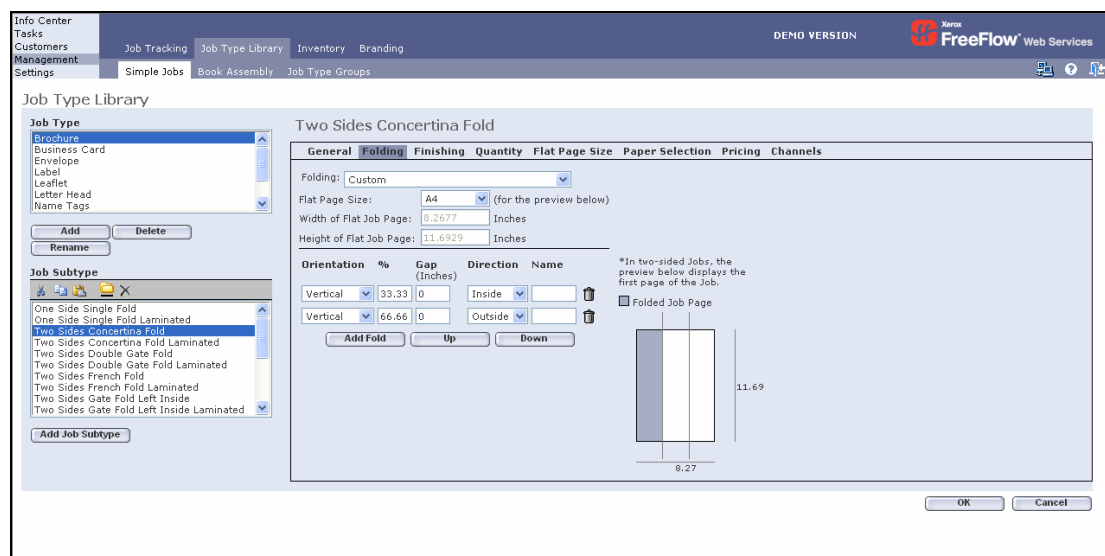 Info Center
Tasks
Customers
Management
Settings
Job Tracking Job Type Library Inventory Branding
DEMO VERSION
Xerox
FreeFlow Web Services
Simple Jobs Book Assembly Job Type Groups
Job Type Library
Job Type
Brochure
Business Card
Envelope
Label
Leaflet
Letter Head
Name Tags
Add Delete
Rename
Job Subtype
One Side Single Fold
One Side Single Fold Laminated
Two Sides Concertina Fold
Two Sides Concertina Fold Laminated
Two Sides Double Gate Fold
Two Sides Double Gate Fold Laminated
Two Sides French Fold
Two Sides French Fold Laminated
Two Sides Gate Fold Left Inside
Two Sides Gate Fold Left Inside Laminated
Add Job Subtype
Two Sides Concertina Fold
General Folding Finishing Quantity Flat Page Size Paper Selection Pricing Channels
Folding: Custom
Flat Page Size: A4 (for the preview below)
Width of Flat Job Page: 8.2677 Inches
Height of Flat Job Page: 11.6929 Inches
Orientation % Gap (Inches) Direction Name
Vertical 33.33 0 Inside
Vertical 66.66 0 Outside
Add Fold Up Down
*In two-sided Jobs, the
preview below displays the
first page of the Job.
Folded Job Page
11.69
8.27
OK Cancel